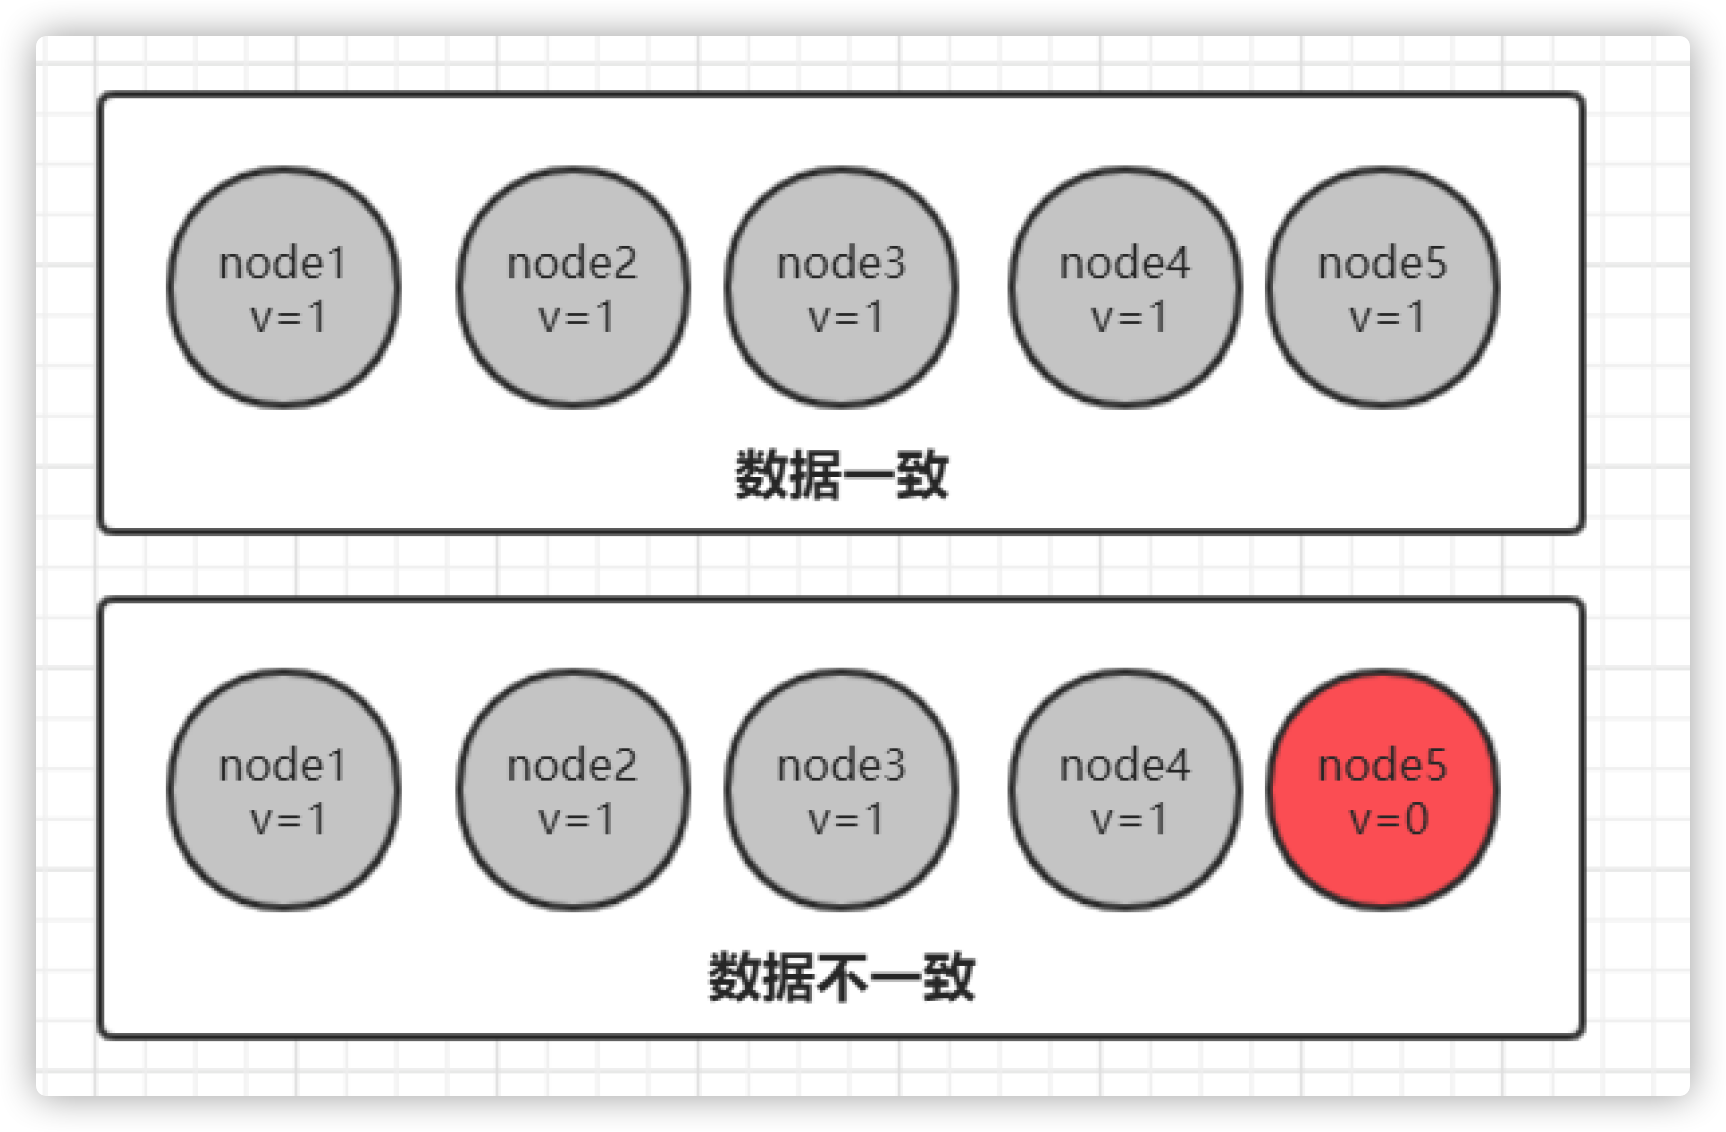 node1
v=1
node2
v=1
node3
v=1
node4
v=1
node5
v=1
数据一致
node1
v=1
node2
v=1
node3
v=1
node4
v=1
node5
v=0
数据不一致